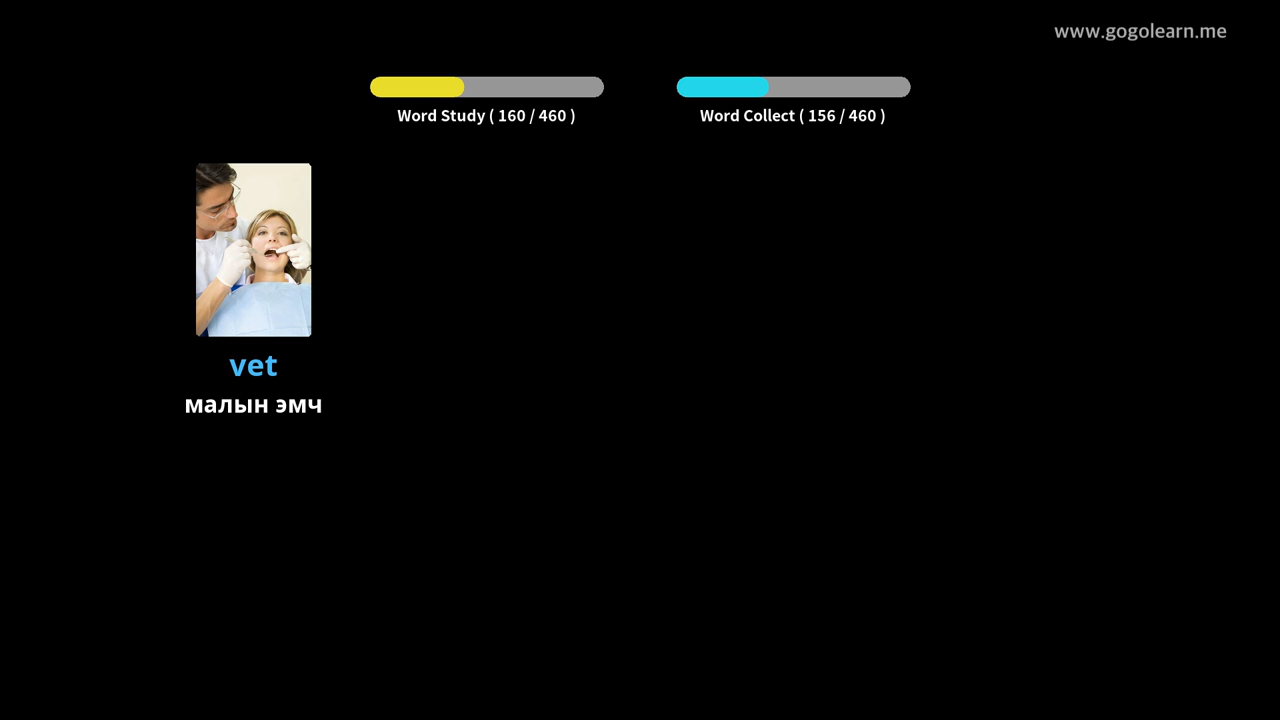 www.gogolearn.me
Word Study ( 160 / 460 )
Word Collect ( 156 / 460 )
vet
малын эмч